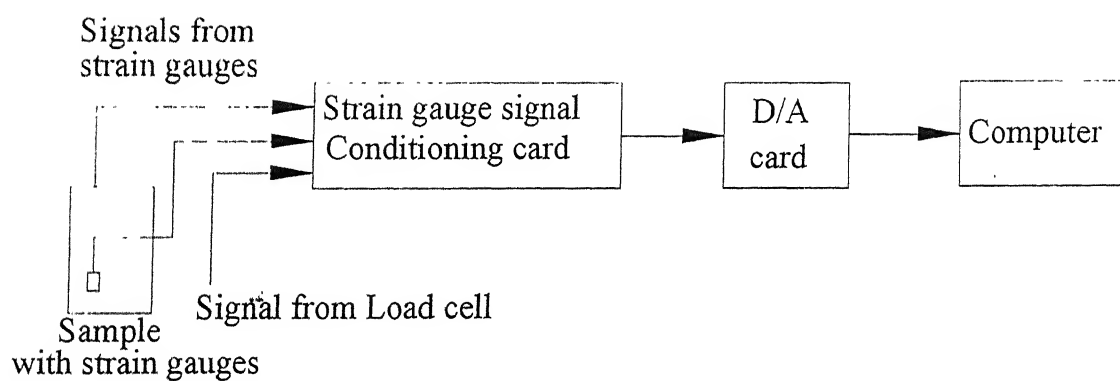 Signals from
strain gauges
Strain gauge signal
Conditioning card
D/A
card
Computer
Signal from Load cell
Sample
with strain gauges